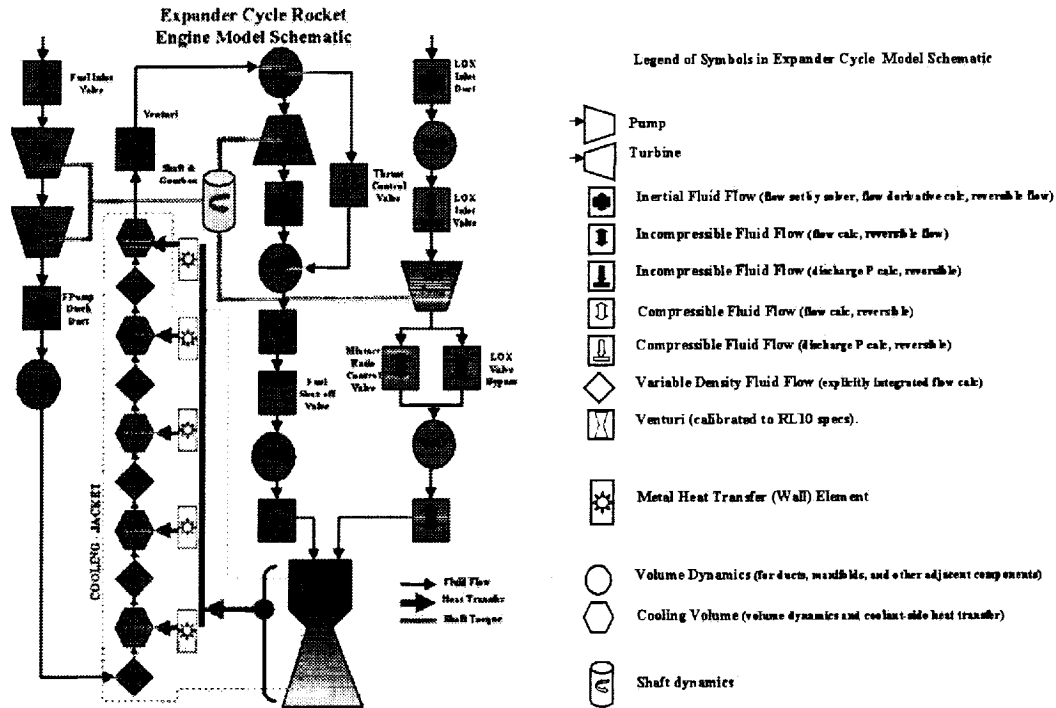 Expander Cycle Rocket
Engine Model Schematic
Fuel Inlet
Valve
Venturi
Shaft &
Gearbox
LOX
Inlet
Duct
Thrust
Control
Valve
LOX
Inlet
Valve
FPump
Disch
Duct
Mixture
Ratio
Control
Valve
LOX
Valve
Bypass
Fuel
Shut off
Valve
COOLING JACKET
Fluid Flow
Heat Transfer
Shaft Torque
Legend of Symbols in Expander Cycle Model Schematic
Pump
Turbine
Inertial Fluid Flow (flow set by solver, flow derivative calc, reversible flow)
Incompressible Fluid Flow (flow calc, reversible flow)
Incompressible Fluid Flow (discharge P calc, reversible)
Compressible Fluid Flow (flow calc, reversible)
Compressible Fluid Flow (discharge P calc, reversible)
Variable Density Fluid Flow (explicitly integrated flow calc)
Venturi (calibrated to RL10 specs).
Metal Heat Transfer (Wall) Element
Volume Dynamics (for ducts, manifolds, and other adjacent components)
Cooling Volume (volume dynamics and coolant-side heat transfer)
Shaft dynamics